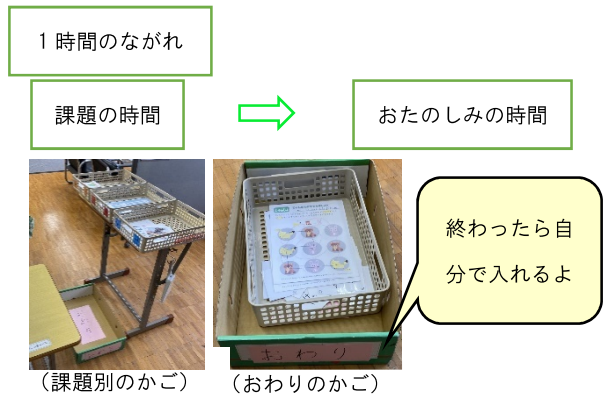 １時間のながれ
課題の時間
おたのしみの時間
終わったら自
分で入れるよ
おわり
（課題別のかご）
（おわりのかご）